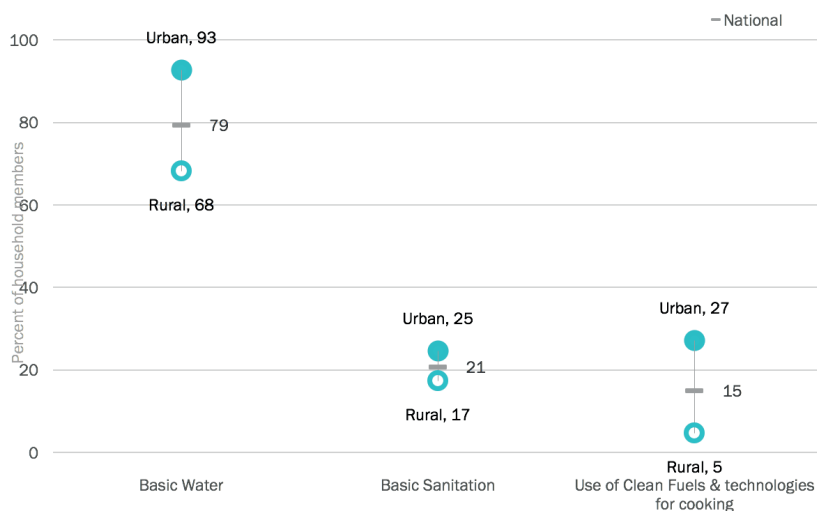 National
Percent of household members
100
80
60
40
20
0
Urban, 93
79
Rural, 68
Urban, 25
21
Rural, 17
Urban, 27
15
Rural, 5
Basic Water
Basic Sanitation
Use of Clean Fuels & technologies
for cooking